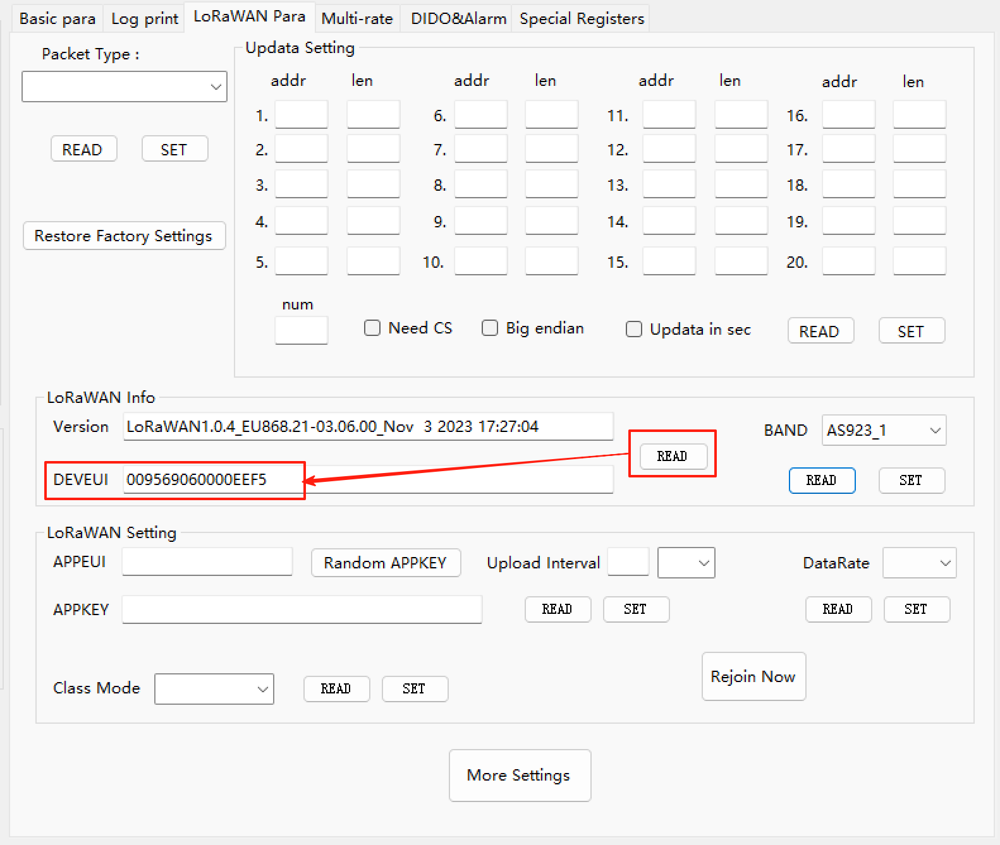 Basic para Log print LoRaWAN Para Multi-rate DIDO&Alarm Special Registers
Packet Type :
READ SET
Restore Factory Settings
Updata Setting
addr len addr len addr len addr len
1. 6. 11. 16.
2. 7. 12. 17.
3. 8. 13. 18.
4. 9. 14. 19.
5. 10. 15. 20.
num
Need CS Big endian Updata in sec READ SET
LoRaWAN Info
Version LoRaWAN1.0.4_EU868.21-03.06.00_Nov  3 2023 17:27:04 BAND AS923_1
READ
DEVEUI 009569060000EEF5 READ SET
LoRaWAN Setting
APPEUI Random APPKEY Upload Interval DataRate
APPKEY READ SET READ SET
Rejoin Now
Class Mode READ SET
More Settings